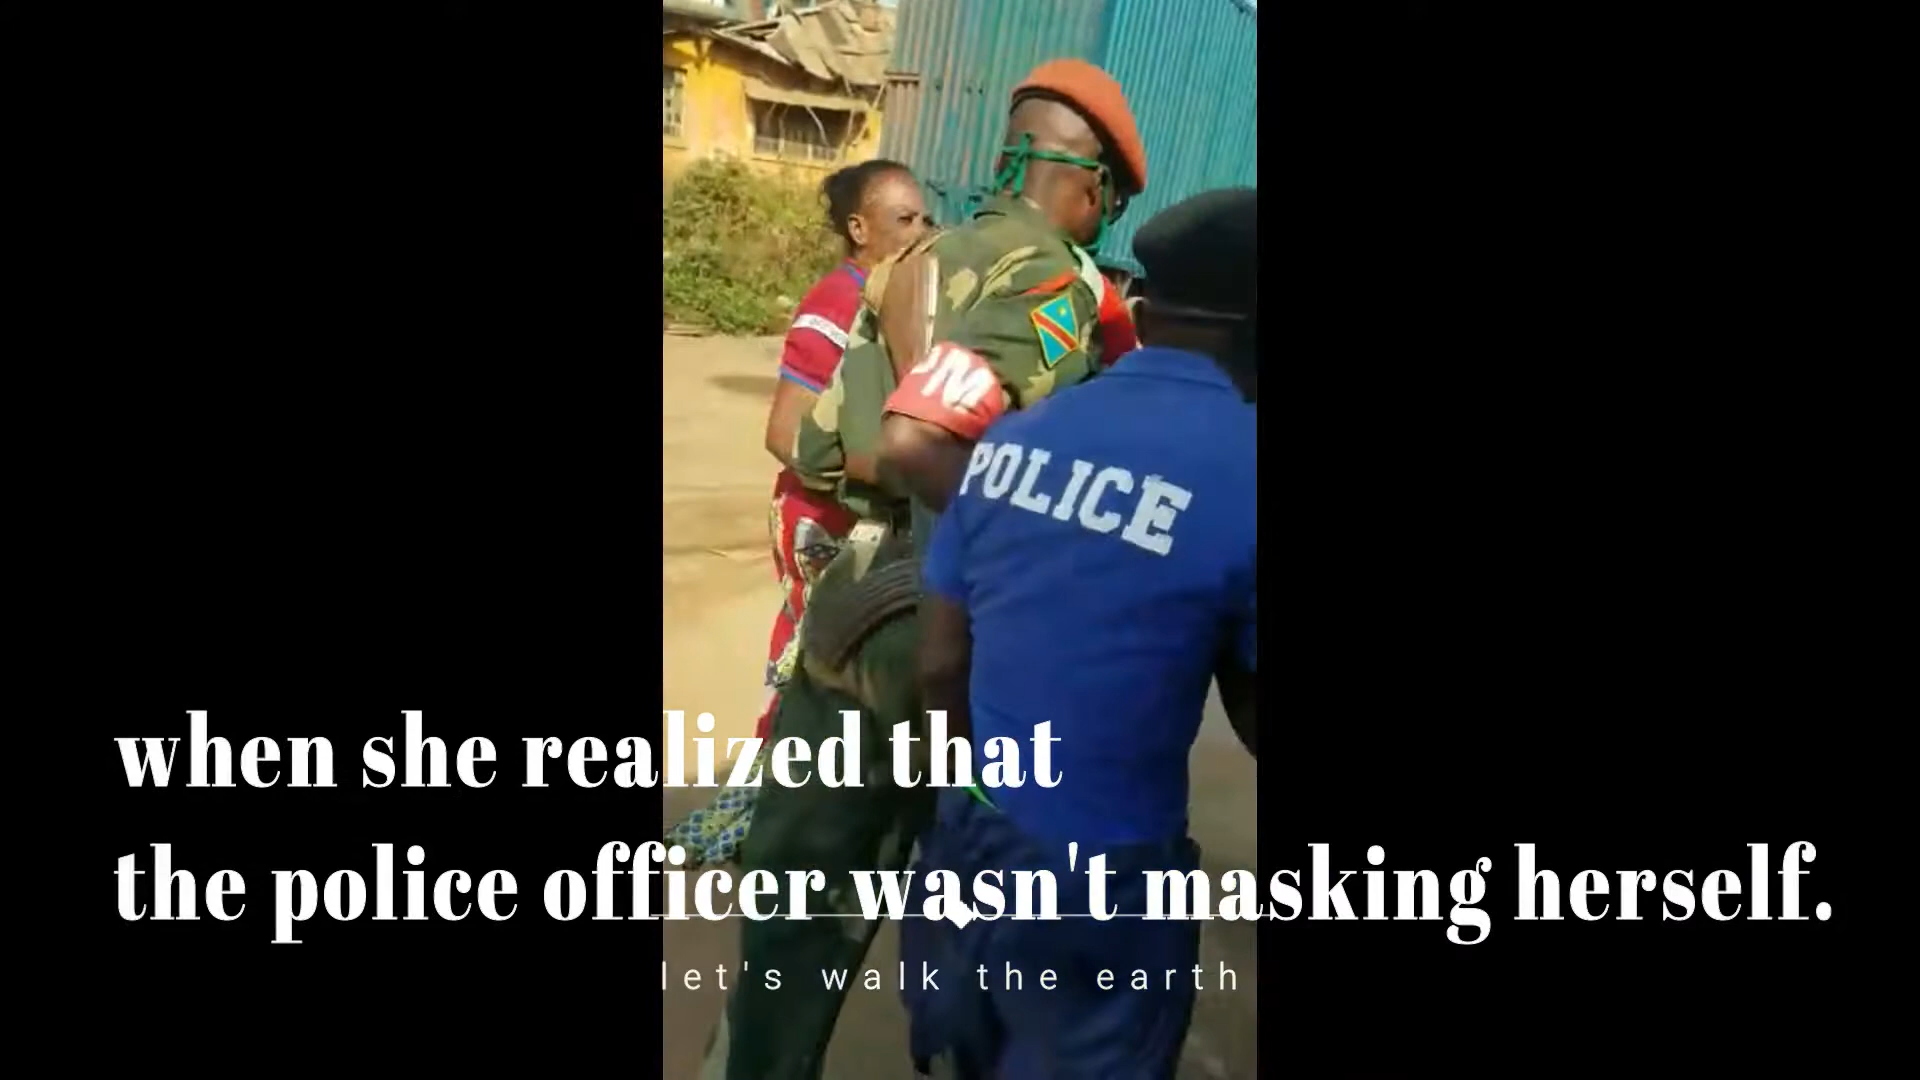 PM
POLICE
when she realized that
the police officer wasn't masking herself.
let's walk the earth